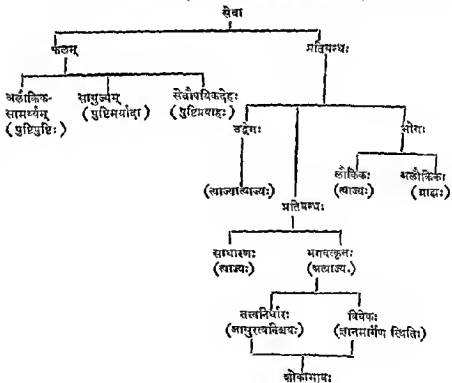 सेवा
फलम्
प्रतिबन्धः
अलौकिक-
सामर्थ्यम्
(पुष्टिपुष्टिः)
सायुज्यम्
(पुष्टिमर्यादा)
सेवौपयिकदेहः
(पुष्टिप्रवाहः)
उद्वेगः
भोगः
(त्याज्यात्याज्यः)
लौकिकः
(त्याज्यः)
अलौकिकः
(ग्राह्यः)
प्रतिबन्धः
साधारणः
(त्याज्यः)
भगवत्कृतः
(अत्याज्य.)
तत्त्वनिर्धारः
(आसुरत्वनिश्चयः)
विवेकः
(ज्ञानमार्गेण स्थितिः)
शोकाभावः